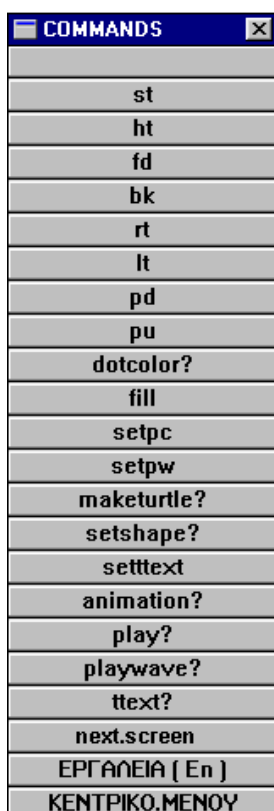 COMMANDS
st
ht
fd
bk
rt
lt
pd
pu
dotcolor?
fill
setpc
setpw
maketurtle?
setshape?
setttext
animation?
play?
playwave?
ttext?
next.screen
ΕΡΓΑΛΕΙΑ ( En )
ΚΕΝΤΡΙΚΟ.ΜΕΝΟΥ